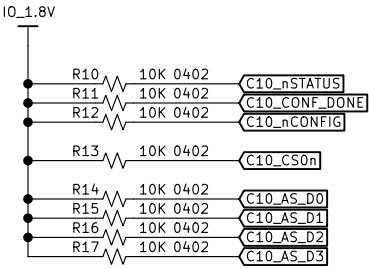 IO_1.8V
R10 10K 0402 C10_nSTATUS
R11 10K 0402 C10_CONF_DONE
R12 10K 0402 C10_nCONFIG
R13 10K 0402 C10_CS0n
R14 10K 0402 C10_AS_D0
R15 10K 0402 C10_AS_D1
R16 10K 0402 C10_AS_D2
R17 10K 0402 C10_AS_D3